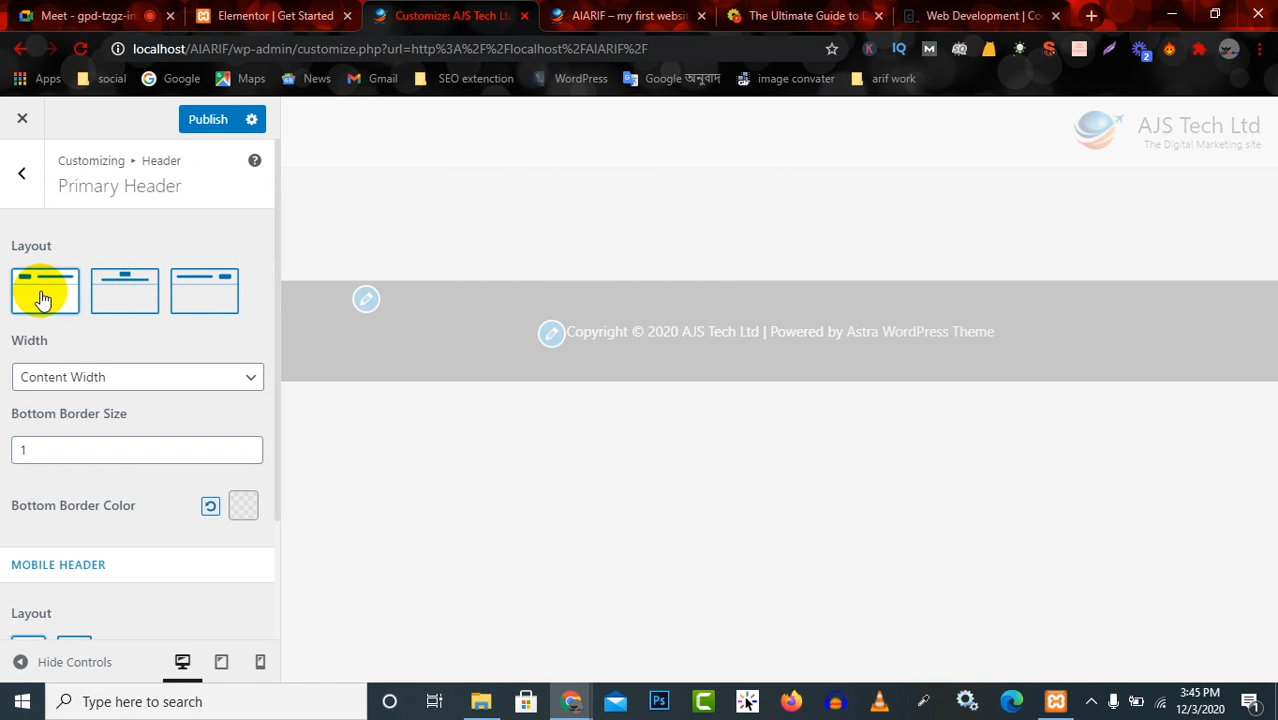 Meet - gpd-tzgz-inj
Elementor | Get Started
Customize: AJS Tech Lt
AIARIF – my first websi
The Ultimate Guide to D
Web Development | Co
localhost/AIARIF/wp-admin/customize.php?url=http%3A%2F%2Flocalhost%2FAIARIF%2F
Apps
social
Google
Maps
News
Gmail
SEO extenction
WordPress
Google অনুবাদ
image convater
arif work
Publish
AJS Tech Ltd
The Digital Marketing site
Customizing ▸ Header
Primary Header
Layout
Width
Content Width
Copyright © 2020 AJS Tech Ltd | Powered by Astra WordPress Theme
Bottom Border Size
1
Bottom Border Color
MOBILE HEADER
Layout
Hide Controls
Type here to search
3:45 PM
12/3/2020